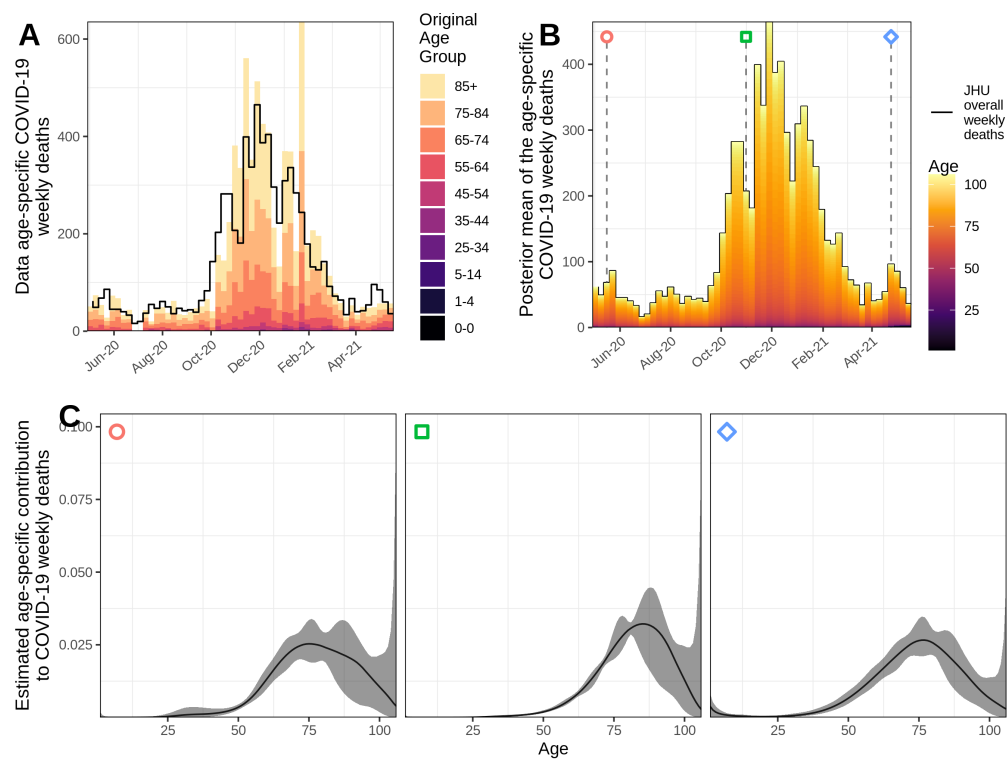 A
Data age-specific COVID-19
weekly deaths
600
400
200
0
Jun-20
Aug-20
Oct-20
Dec-20
Feb-21
Apr-21
Original
Age
Group
85+
75-84
65-74
55-64
45-54
35-44
25-34
5-14
1-4
0-0
B
Posterior mean of the age-specific
COVID-19 weekly deaths
400
300
200
100
0
Jun-20
Aug-20
Oct-20
Dec-20
Feb-21
Apr-21
JHU
overall
weekly
deaths
Age
100
75
50
25
C
Estimated age-specific contribution
to COVID-19 weekly deaths
0.100
0.075
0.050
0.025
25
50
75
100
25
50
75
100
25
50
75
100
Age